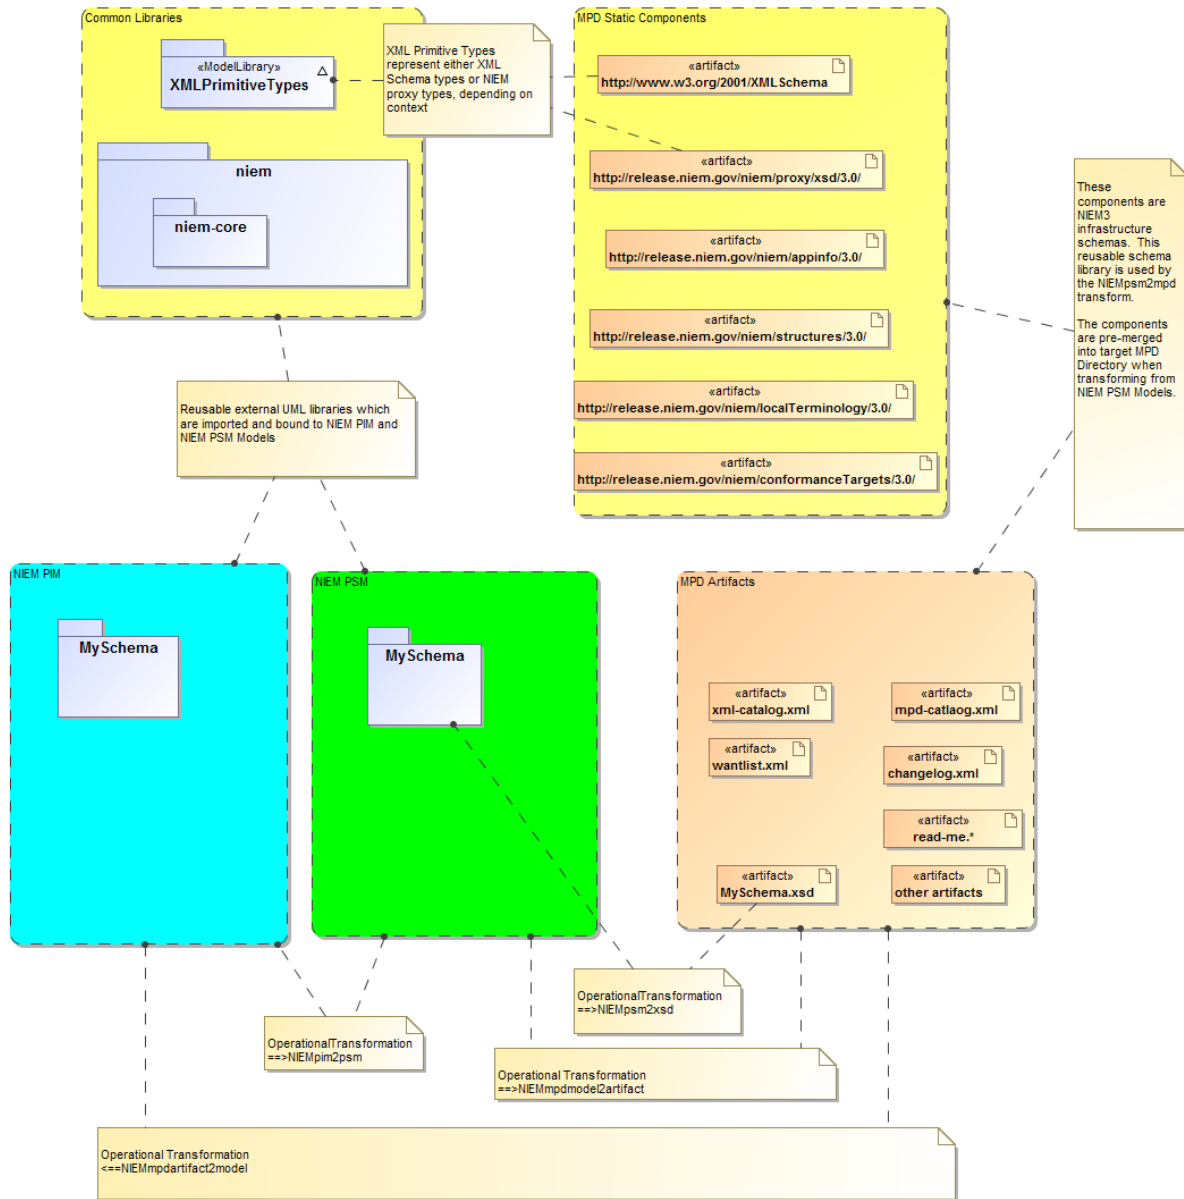 Common Libraries
«ModelLibrary»
XMLPrimitiveTypes
niem
niem-core
XML Primitive Types
represent either XML
Schema types or NIEM
proxy types, depending on
context
MPD Static Components
«artifact»
http://www.w3.org/2001/XMLSchema
«artifact»
http://release.niem.gov/niem/proxy/xsd/3.0/
«artifact»
http://release.niem.gov/niem/appinfo/3.0/
«artifact»
http://release.niem.gov/niem/structures/3.0/
«artifact»
http://release.niem.gov/niem/localTerminology/3.0/
«artifact»
http://release.niem.gov/niem/conformanceTargets/3.0/
These
components are
NIEM3
infrastructure
schemas.  This
reusable schema
library is used by
the NIEMpsm2mpd
transform.
The components
are pre-merged
into target MPD
Directory when
transforming from
NIEM PSM Models.
Reusable external UML libraries which
are imported and bound to NIEM PIM and
NIEM PSM Models
NIEM PIM
MySchema
NIEM PSM
MySchema
MPD Artifacts
«artifact»
xml-catalog.xml
«artifact»
mpd-catlaog.xml
«artifact»
wantlist.xml
«artifact»
changelog.xml
«artifact»
read-me.*
«artifact»
MySchema.xsd
«artifact»
other artifacts
OperationalTransformation
==>NIEMpsm2xsd
OperationalTransformation
==>NIEMpim2psm
Operational Transformation
==>NIEMmpdmodel2artifact
Operational Transformation
<==NIEMmpdartifact2model